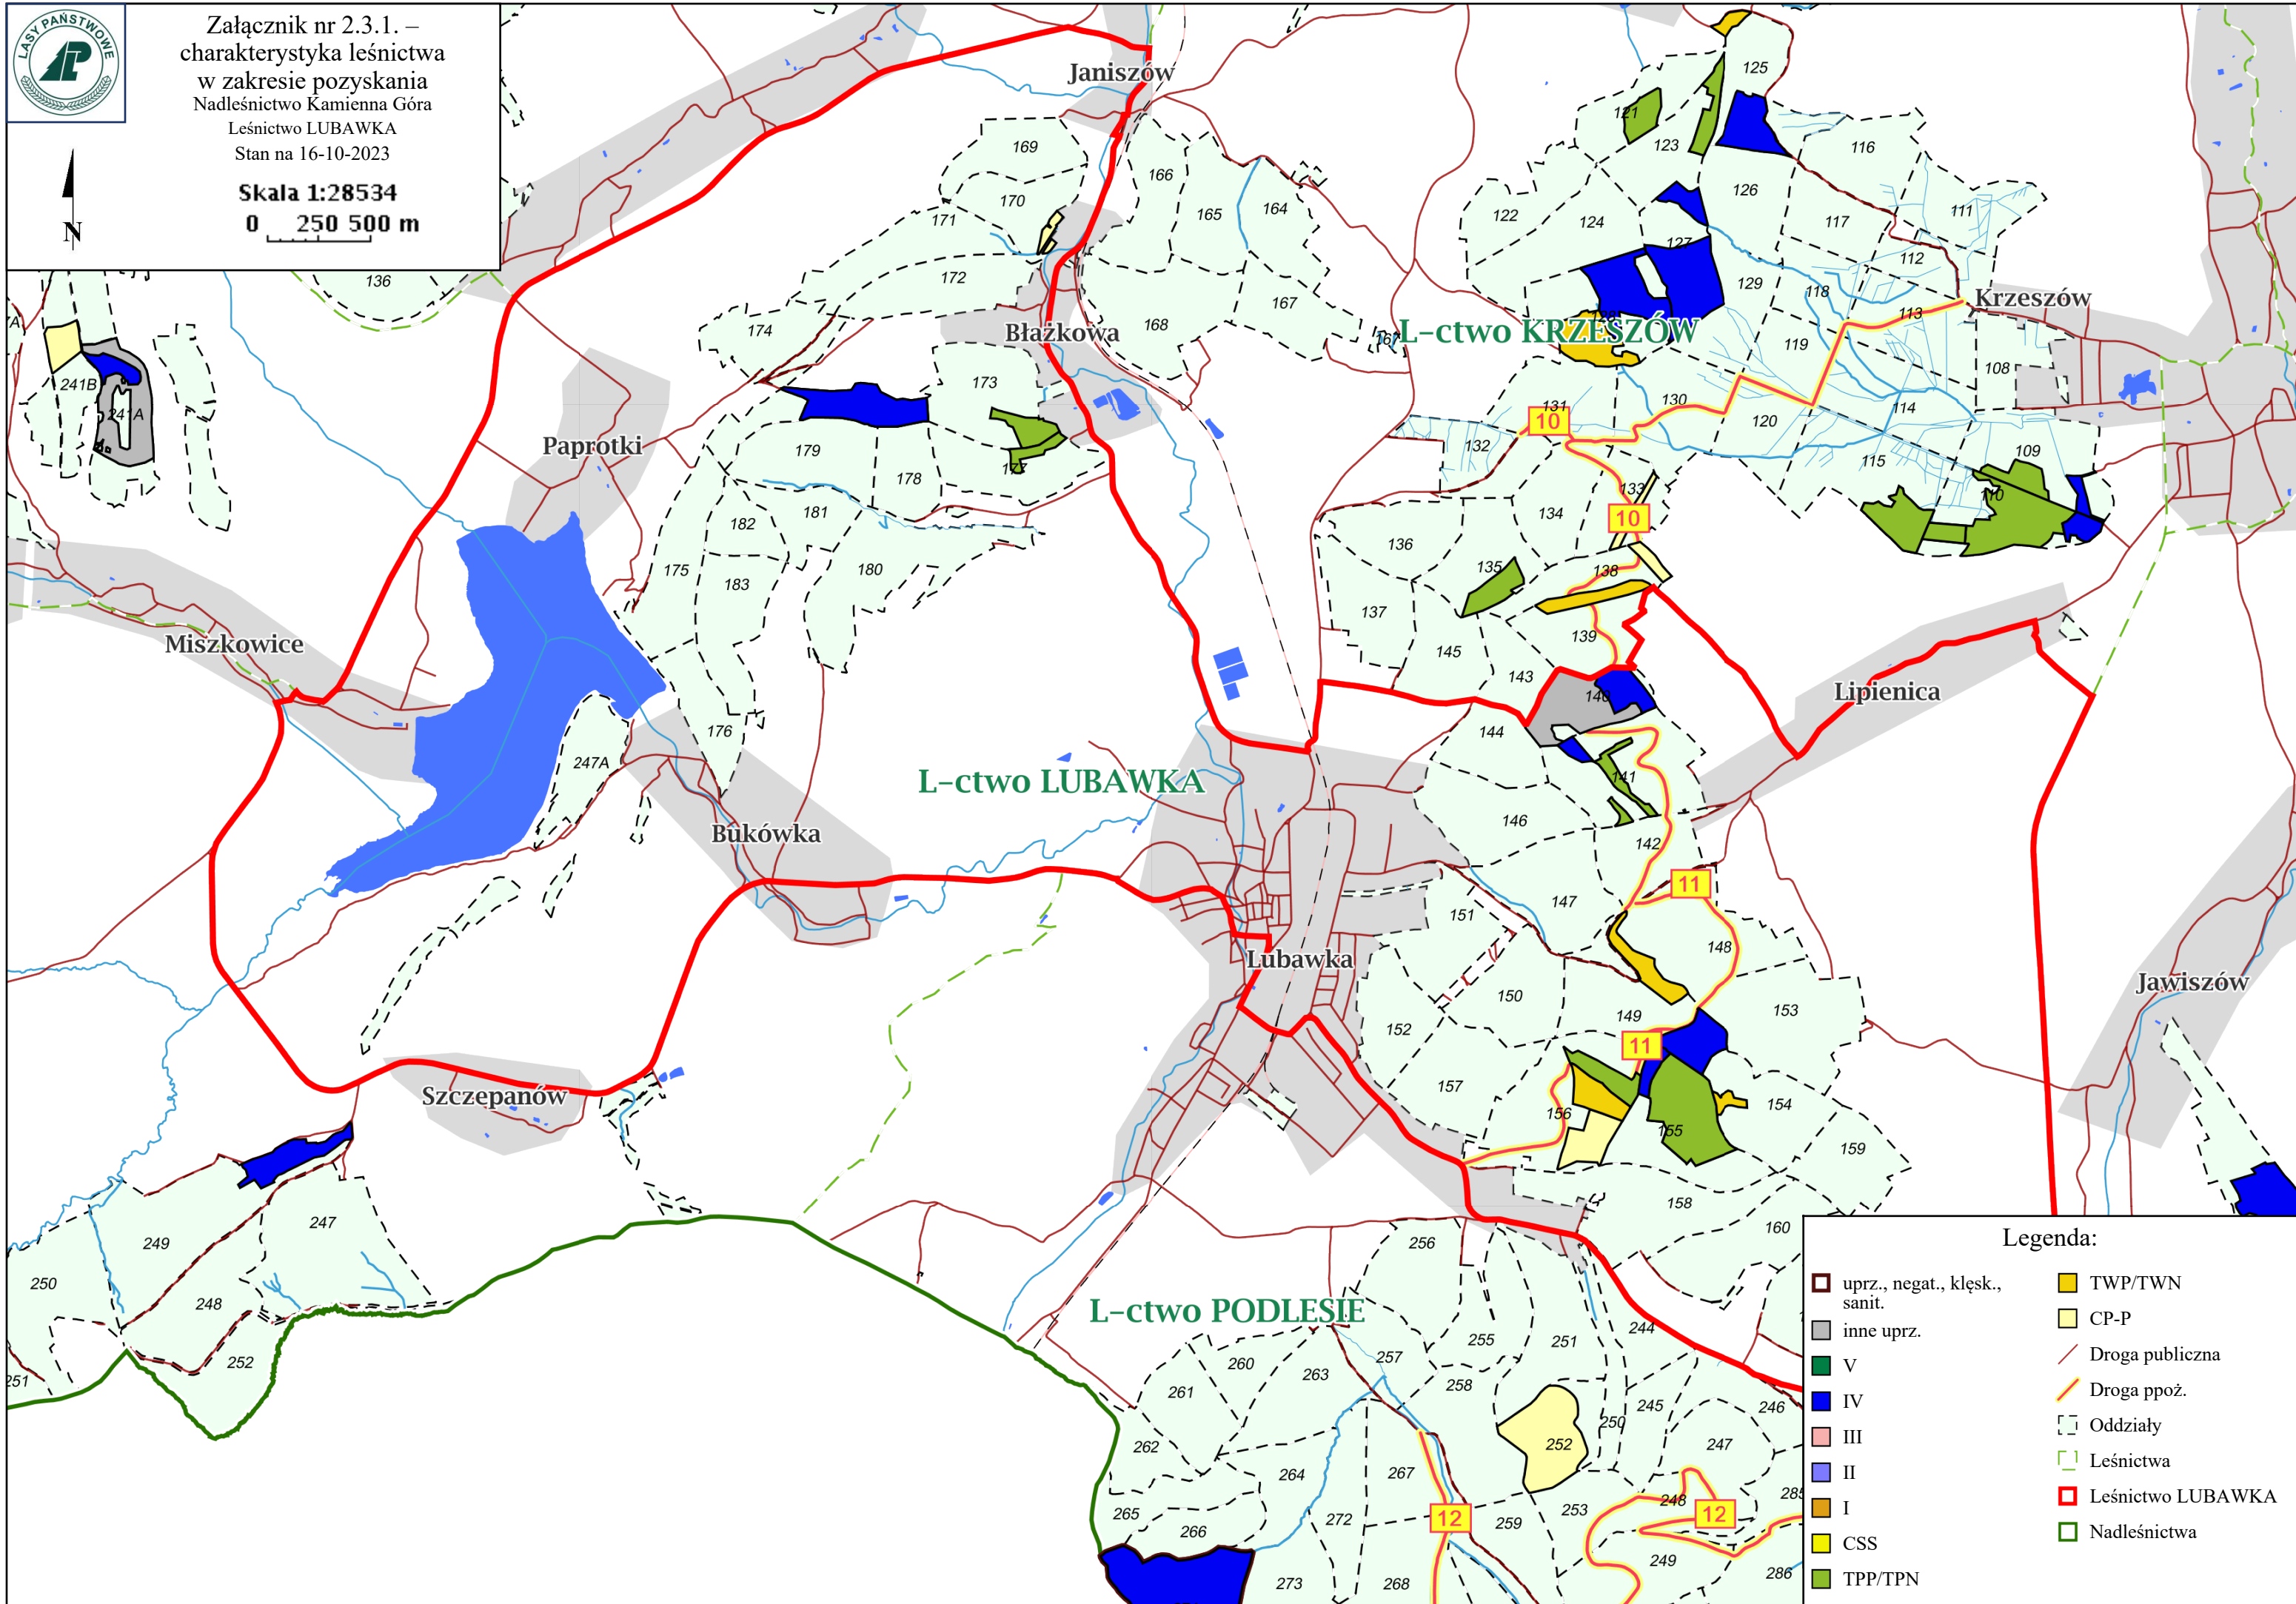 LASY PAŃSTWOWE
Załącznik nr 2.3.1. –
charakterystyka leśnictwa
w zakresie pozyskania
Nadleśnictwo Kamienna Góra
Leśnictwo LUBAWKA
Stan na 16-10-2023
Skala 1:28534
0 250 500 m
N
Janiszów
125
121
123
116
169
166
126
170
165
164
122
124
117
111
171
127
112
136
172
129
118
167
113
Krzeszów
174
Błażkowa
168
L-ctwo KRZESZÓW
119
108
241B
173
131
130
114
241A
10
120
Paprotki
179
132
109
178
177
115
133
110
182
181
134
10
136
175
180
135
138
183
137
139
Miszkowice
145
143
Lipienica
140
176
144
247A
141
L-ctwo LUBAWKA
146
Bukówka
142
11
147
151
148
Lubawka
Jawiszów
150
153
149
152
11
157
Szczepanów
156
154
155
159
158
160
247
249
256
250
248
L-ctwo PODLESIE
255
251
244
252
260
257
263
251
261
258
245
246
250
262
252
247
264
267
248
265
253
12
266
272
12
259
249
286
273
268
Legenda:
uprz., negat., klęsk.,
sanit.
inne uprz.
V
IV
III
II
I
CSS
TPP/TPN
TWP/TWN
CP-P
Droga publiczna
Droga ppoż.
Oddziały
Leśnictwa
Leśnictwo LUBAWKA
Nadleśnictwa